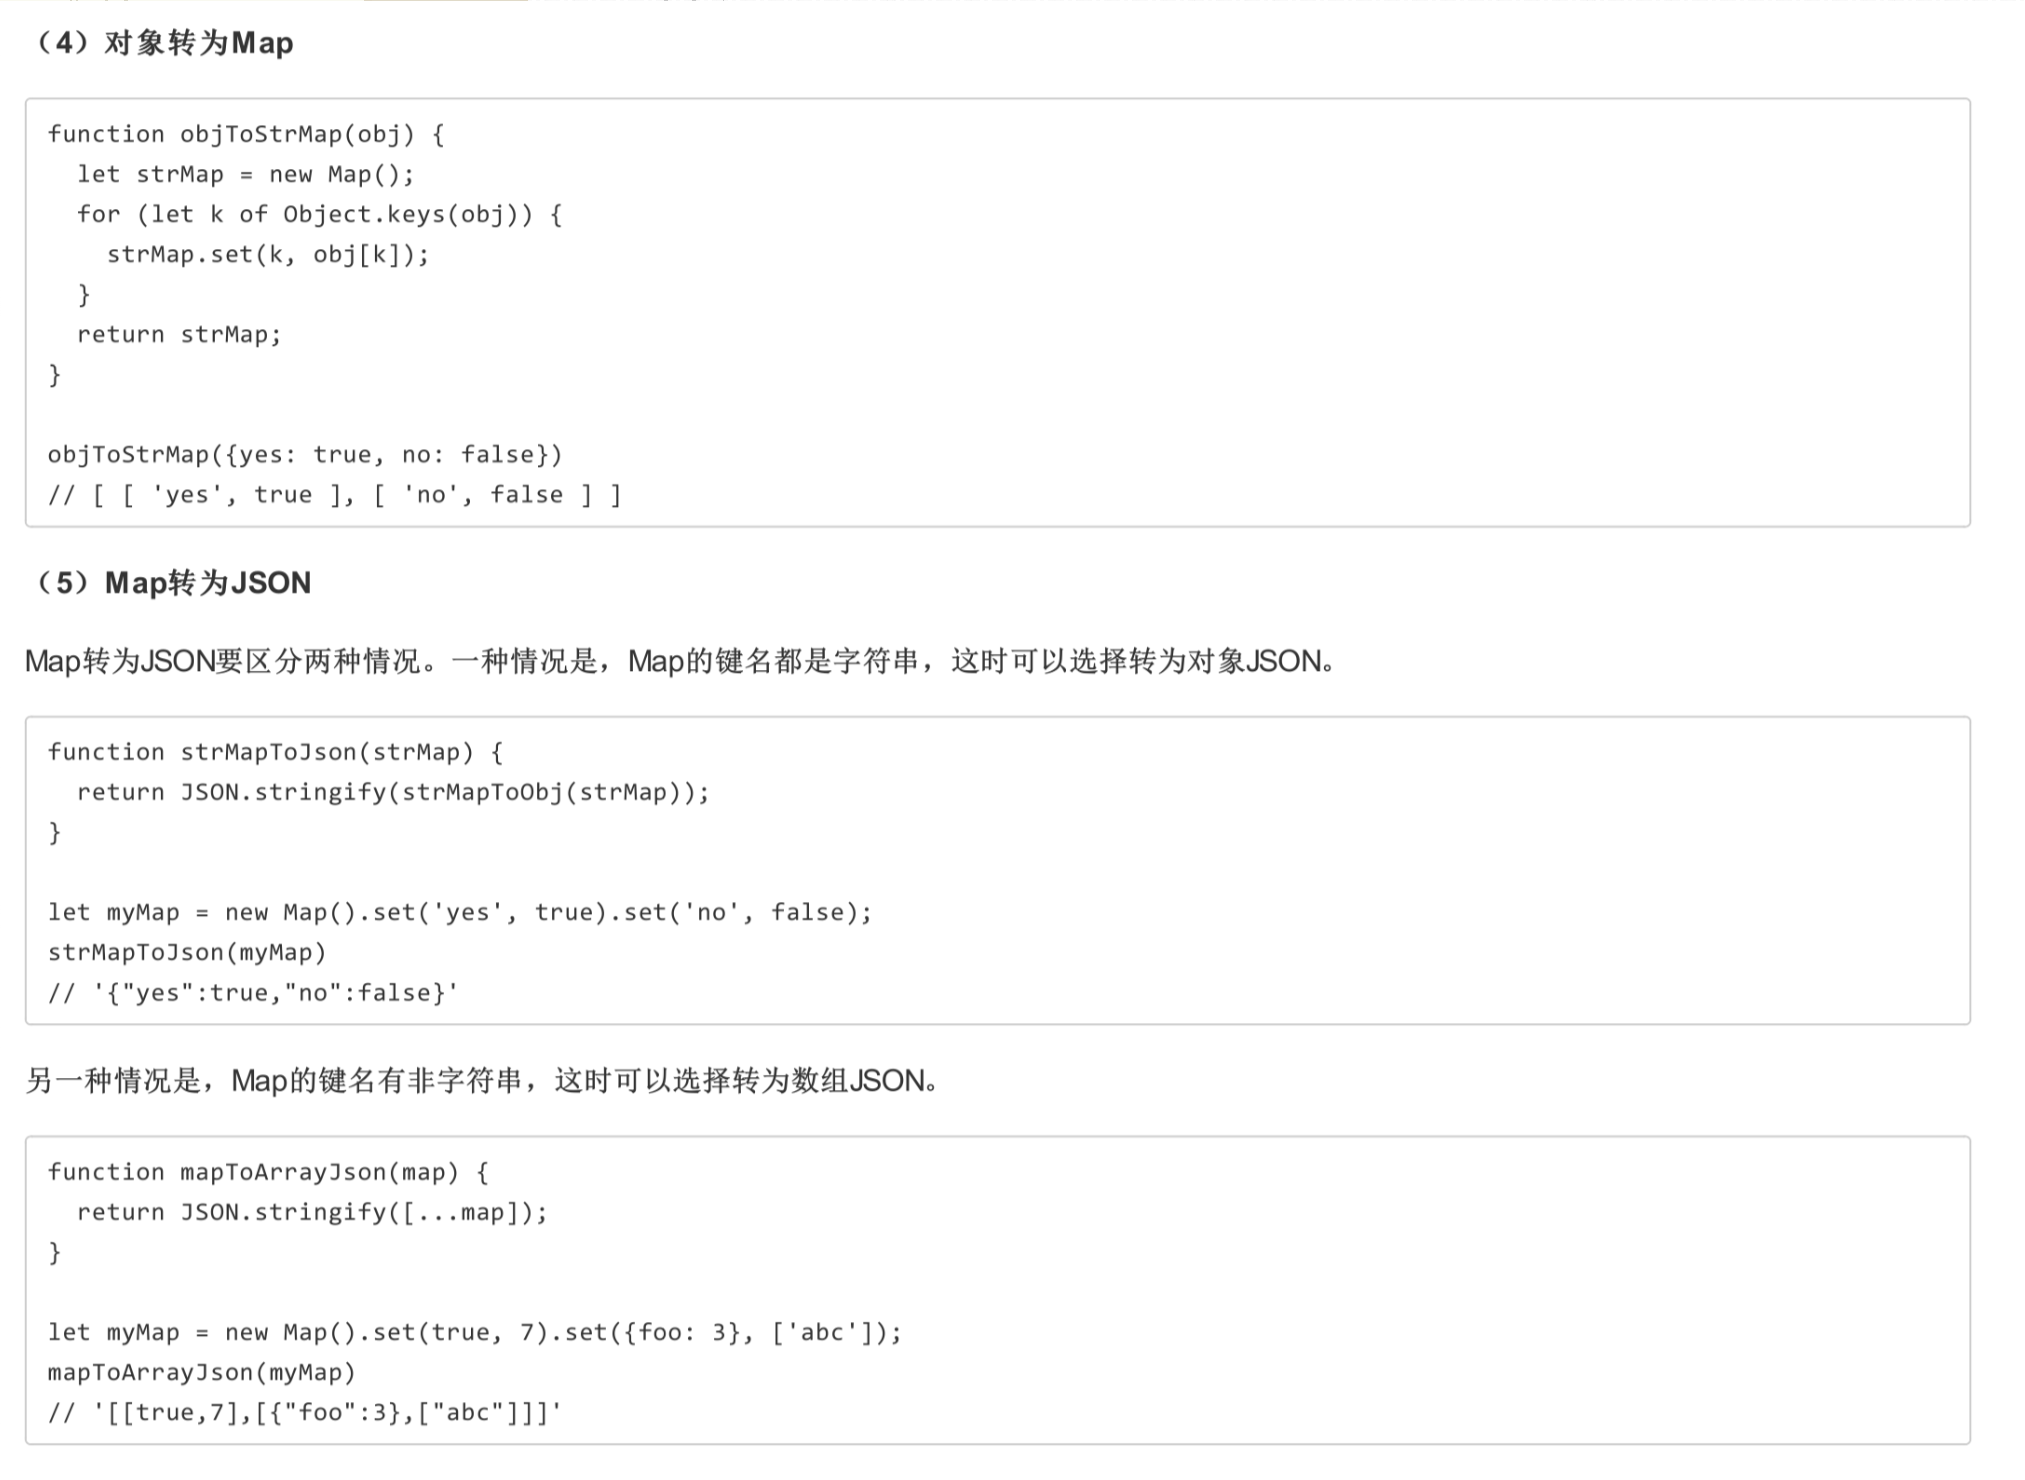 （4）对象转为Map
function objToStrMap(obj) {
  let strMap = new Map();
  for (let k of Object.keys(obj)) {
    strMap.set(k, obj[k]);
  }
  return strMap;
}
objToStrMap({yes: true, no: false})
// [ [ 'yes', true ], [ 'no', false ] ]
（5）Map转为JSON
Map转为JSON要区分两种情况。一种情况是，Map的键名都是字符串，这时可以选择转为对象JSON。
function strMapToJson(strMap) {
  return JSON.stringify(strMapToObj(strMap));
}
let myMap = new Map().set('yes', true).set('no', false);
strMapToJson(myMap)
// '{"yes":true,"no":false}'
另一种情况是，Map的键名有非字符串，这时可以选择转为数组JSON。
function mapToArrayJson(map) {
  return JSON.stringify([...map]);
}
let myMap = new Map().set(true, 7).set({foo: 3}, ['abc']);
mapToArrayJson(myMap)
// '[[true,7],[{"foo":3},["abc"]]]'